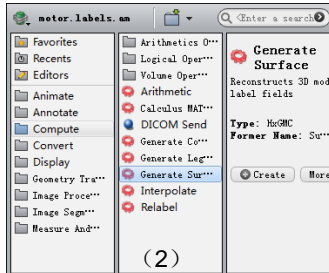 motor.labels.am
<Enter a search>
Favorites
Recents
Editors
Animate
Annotate
Compute
Convert
Display
Geometry Tra···
Image Proce···
Image Segm···
Measure And···
Arithmetics O···
Logical Oper···
Volume Oper···
Arithmetic
Calculus MAT···
DICOM Send
Generate Co···
Generate Leg···
Generate Sur···
Interpolate
Relabel
(2)
Generate
Surface
Reconstructs 3D mod
label fields
Type: HxGMC
Former Name: Su···
Create
More